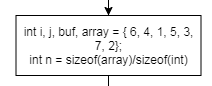 int i, j, buf, array = { 6, 4, 1, 5, 3,
7, 2};
int n = sizeof(array)/sizeof(int)